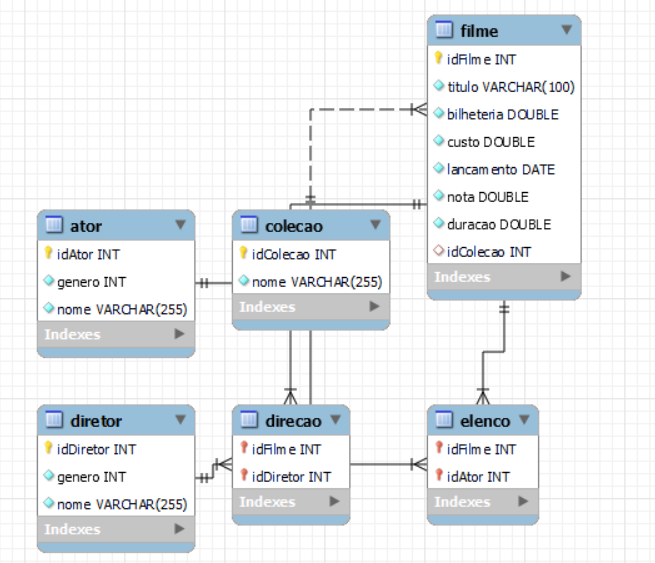 filme
idFilme INT
titulo VARCHAR(100)
bilheteria DOUBLE
custo DOUBLE
lancamento DATE
nota DOUBLE
duracao DOUBLE
idColecao INT
Indexes
ator
idAtor INT
genero INT
nome VARCHAR(255)
Indexes
colecao
idColecao INT
nome VARCHAR(255)
Indexes
diretor
idDiretor INT
genero INT
nome VARCHAR(255)
Indexes
direcao
idFilme INT
idDiretor INT
Indexes
elenco
idFilme INT
idAtor INT
Indexes